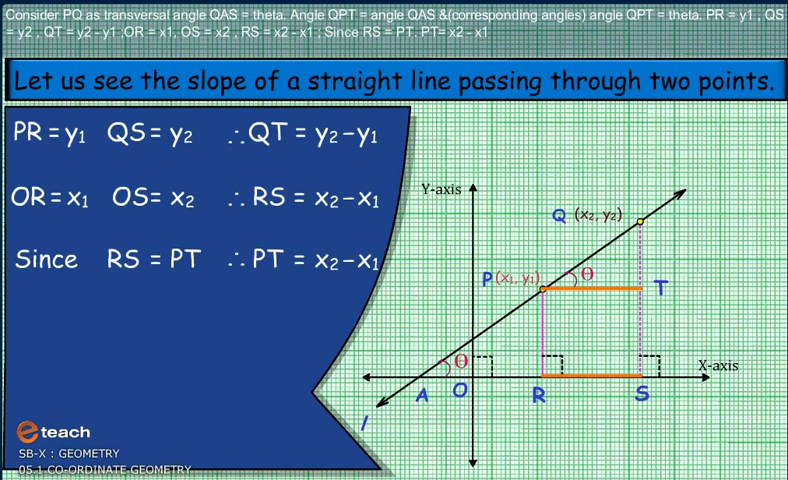 Consider PQ as transversal angle QAS = theta. Angle QPT = angle QAS &(corresponding angles) angle QPT = theta. PR = y1 , QS
= y2 , QT = y2 - y1 ;OR = x1, OS = x2 , RS = x2 - x1 ; Since RS = PT. PT= x2 - x1
Let us see the slope of a straight line passing through two points.
PR = y₁ QS = y₂ ∴ QT = y₂ – y₁
OR = x₁ OS = x₂ ∴ RS = x₂ – x₁
Since RS = PT ∴ PT = x₂ – x₁
Y-axis
Q (x₂, y₂)
P (x₁, y₁) θ T
θ X-axis
A O R S
l
e teach
SB-X : GEOMETRY
05.1 CO-ORDINATE GEOMETRY